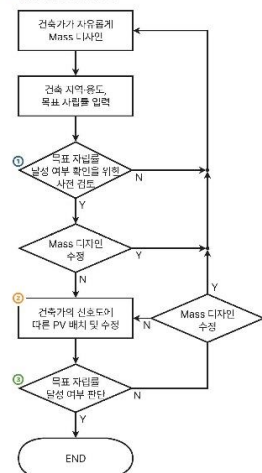 건축가가 자유롭게
Mass 디자인
건축 지역·용도,
목표 자립률 입력
①
목표 자립률
달성 여부 확인을 위한
사전 검토
N
Y
Mass 디자인
수정
Y
N
②
건축가의 선호도에
따른 PV 배치 및 수정
N
Mass 디자인
수정
Y
③
목표 자립률
달성 여부 판단
N
Y
END